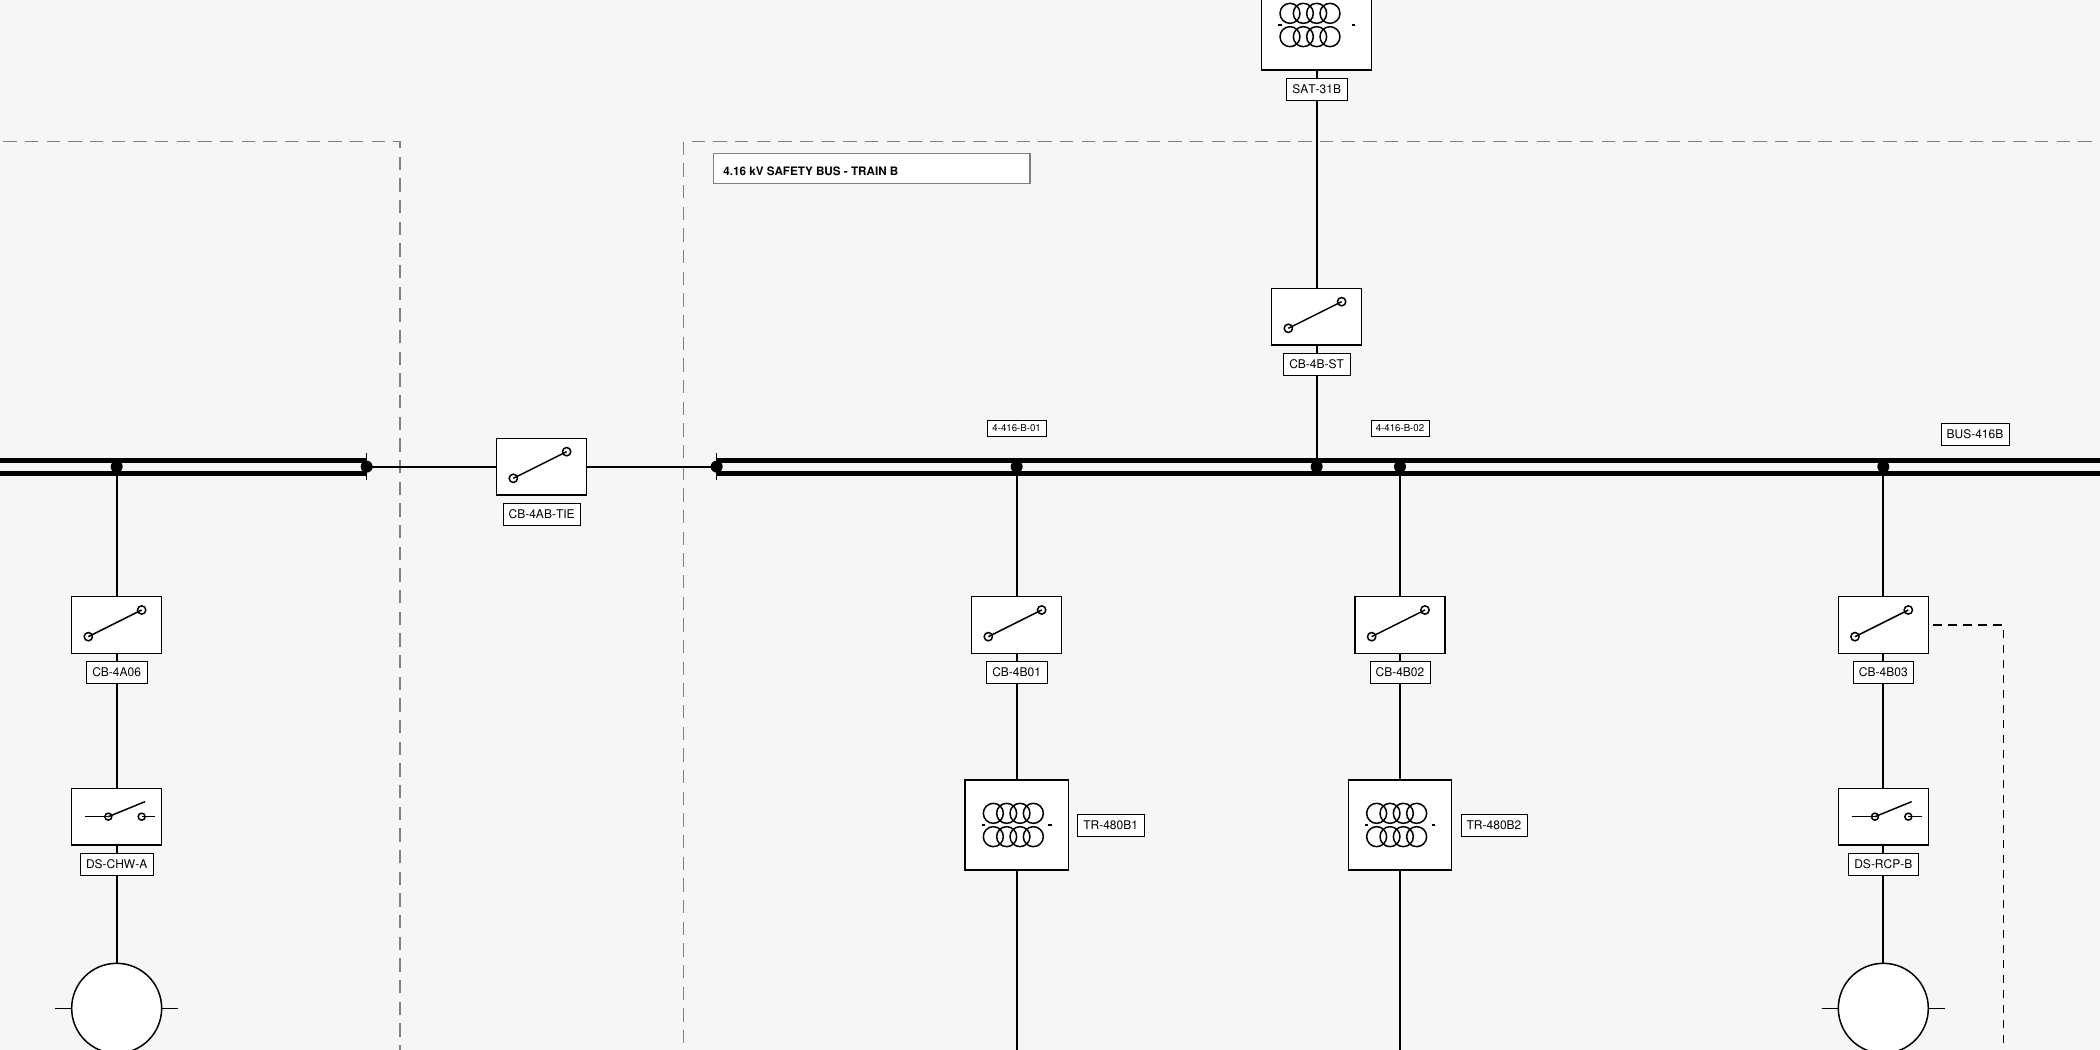 SAT-31B
4.16 kV SAFETY BUS - TRAIN B
CB-4B-ST
4-416-B-01
4-416-B-02
BUS-416B
CB-4AB-TIE
CB-4A06
CB-4B01
CB-4B02
CB-4B03
TR-480B1
TR-480B2
DS-CHW-A
DS-RCP-B